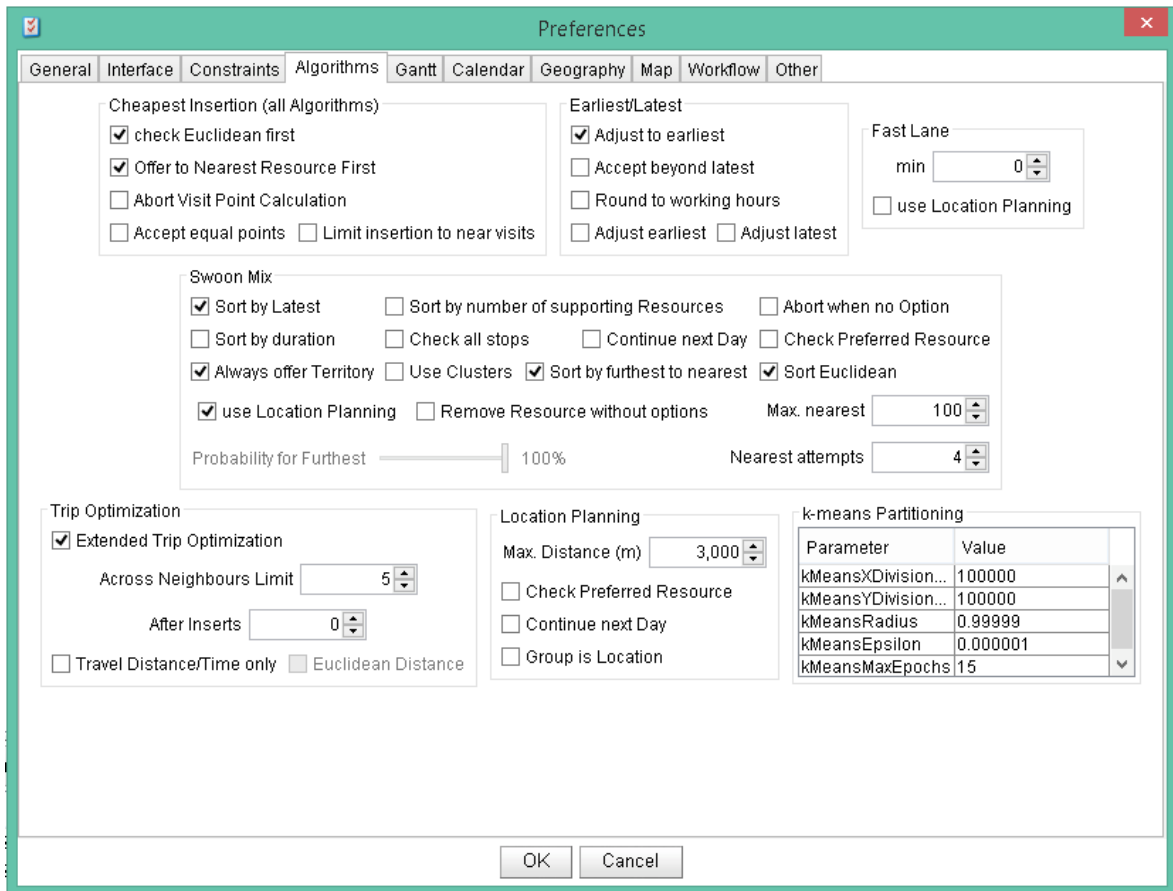 Preferences
General Interface Constraints Algorithms Gantt Calendar Geography Map Workflow Other
Cheapest Insertion (all Algorithms)
check Euclidean first
Offer to Nearest Resource First
Abort Visit Point Calculation
Accept equal points Limit insertion to near visits
Earliest/Latest
Adjust to earliest
Accept beyond latest
Round to working hours
Adjust earliest Adjust latest
Fast Lane
min 0
use Location Planning
Swoon Mix
Sort by Latest Sort by number of supporting Resources Abort when no Option
Sort by duration Check all stops Continue next Day Check Preferred Resource
Always offer Territory Use Clusters Sort by furthest to nearest Sort Euclidean
use Location Planning Remove Resource without options Max. nearest 100
Probability for Furthest 100% Nearest attempts 4
Trip Optimization
Extended Trip Optimization
Across Neighbours Limit 5
After Inserts 0
Travel Distance/Time only Euclidean Distance
Location Planning
Max. Distance (m) 3,000
Check Preferred Resource
Continue next Day
Group is Location
k-means Partitioning
Parameter Value
kMeansXDivision... 100000
kMeansYDivision... 100000
kMeansRadius 0.99999
kMeansEpsilon 0.000001
kMeansMaxEpochs 15
OK Cancel